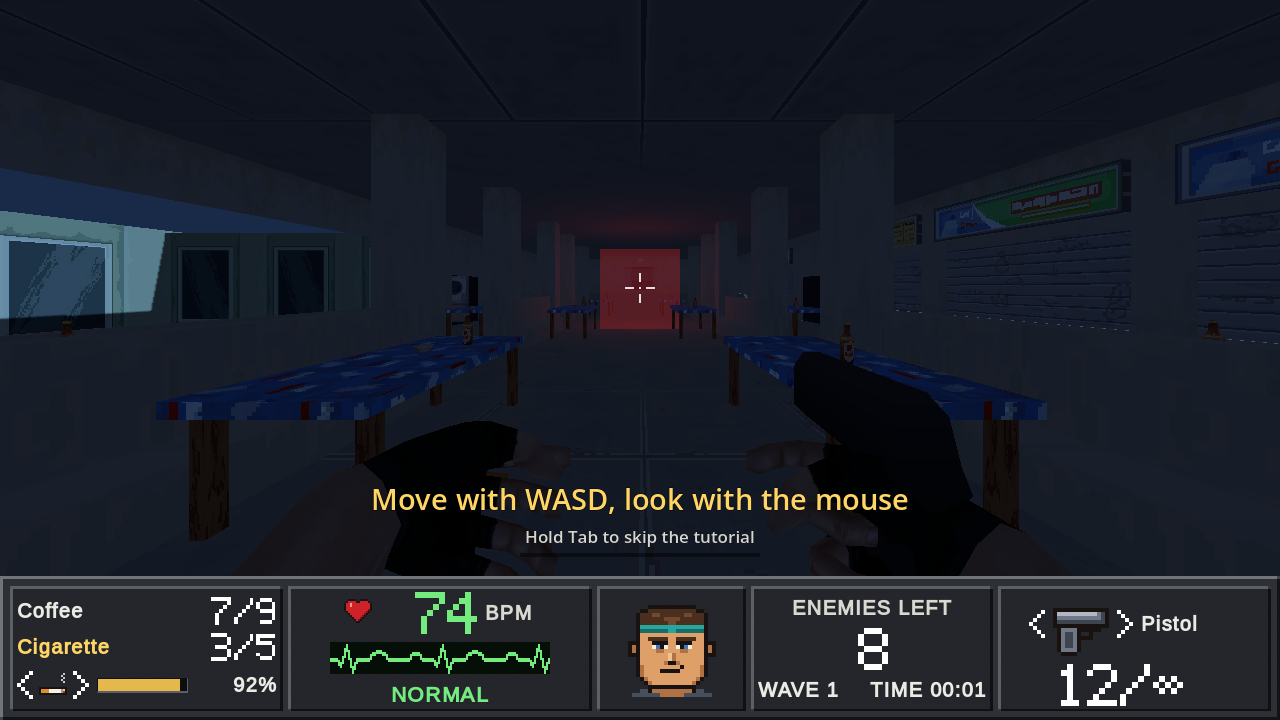 Move with WASD, look with the mouse
Hold Tab to skip the tutorial
Coffee 7/9
Cigarette 3/5
92%
74 BPM
NORMAL
ENEMIES LEFT
8
WAVE 1 TIME 00:01
Pistol
12/∞